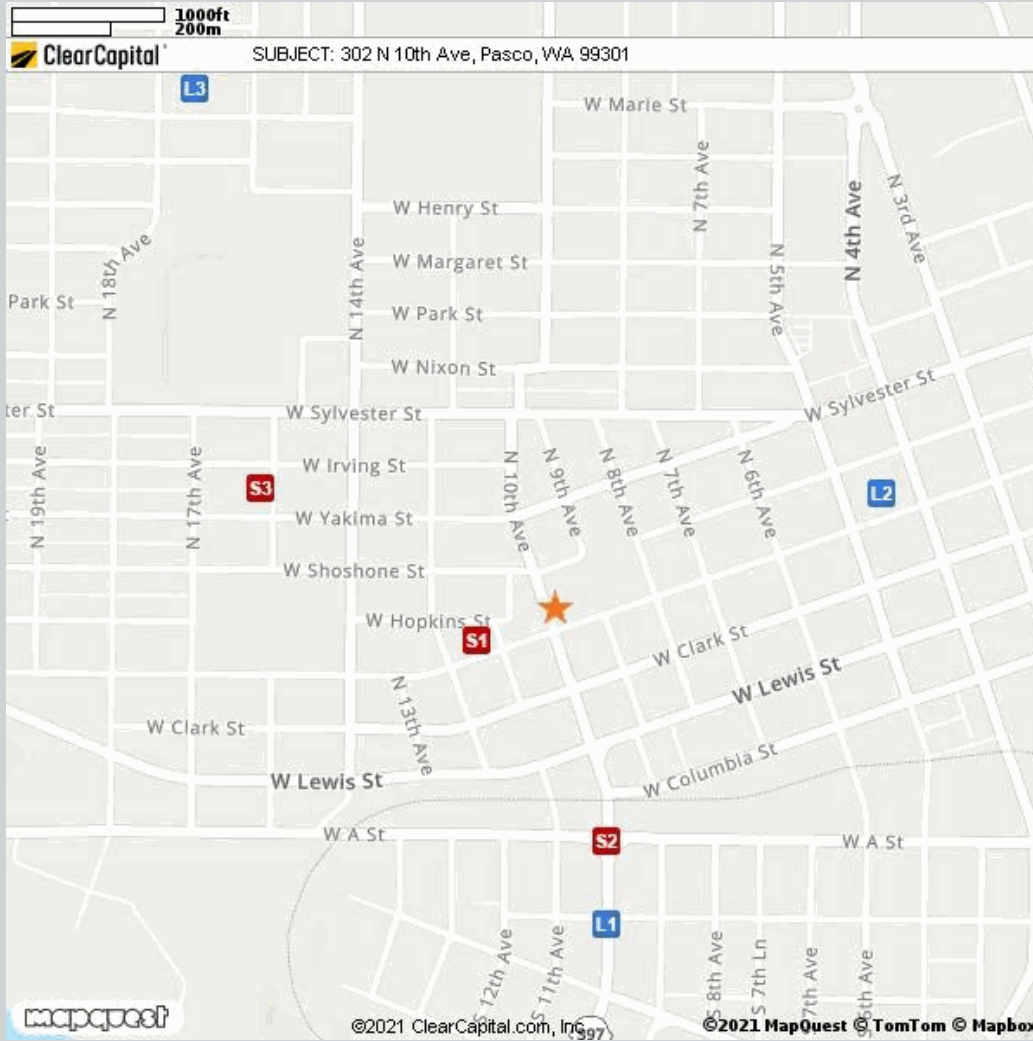 1000ft
200m
ClearCapital
SUBJECT: 302 N 10th Ave, Pasco, WA 99301
L3
W Marie St
N 7th Ave
N 4th Ave
N 3rd Ave
W Henry St
N 18th Ave
N 14th Ave
W Margaret St
N 5th Ave
Park St
W Park St
W Nixon St
W Sylvester St
ter St
W Sylvester St
N 19th Ave
N 17th Ave
S3
W Irving St
N 10th Ave
N 9th Ave
N 8th Ave
N 7th Ave
N 6th Ave
L2
W Yakima St
W Shoshone St
W Hopkins St
S1
W Clark St
N 13th Ave
W Lewis St
W Clark St
W Lewis St
W Columbia St
W A St
S2
W A St
L1
S 12th Ave
S 11th Ave
S 8th Ave
S 7th Ln
7th Ave
6th Ave
mapquest
©2021 ClearCapital.com, Inc.
397
©2021 MapQuest © TomTom © Mapbox